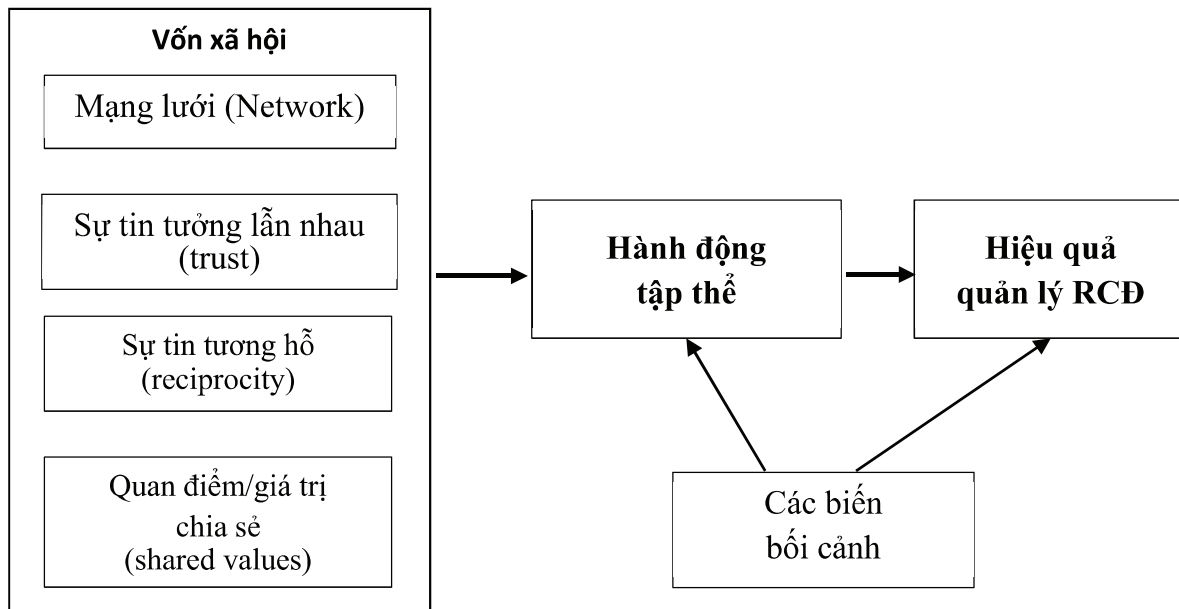 Vốn xã hội
Mạng lưới (Network)
Sự tin tưởng lẫn nhau
(trust)
Sự tin tương hỗ
(reciprocity)
Quan điểm/giá trị
chia sẻ
(shared values)
Hành động
tập thể
Hiệu quả
quản lý RCĐ
Các biến
bối cảnh